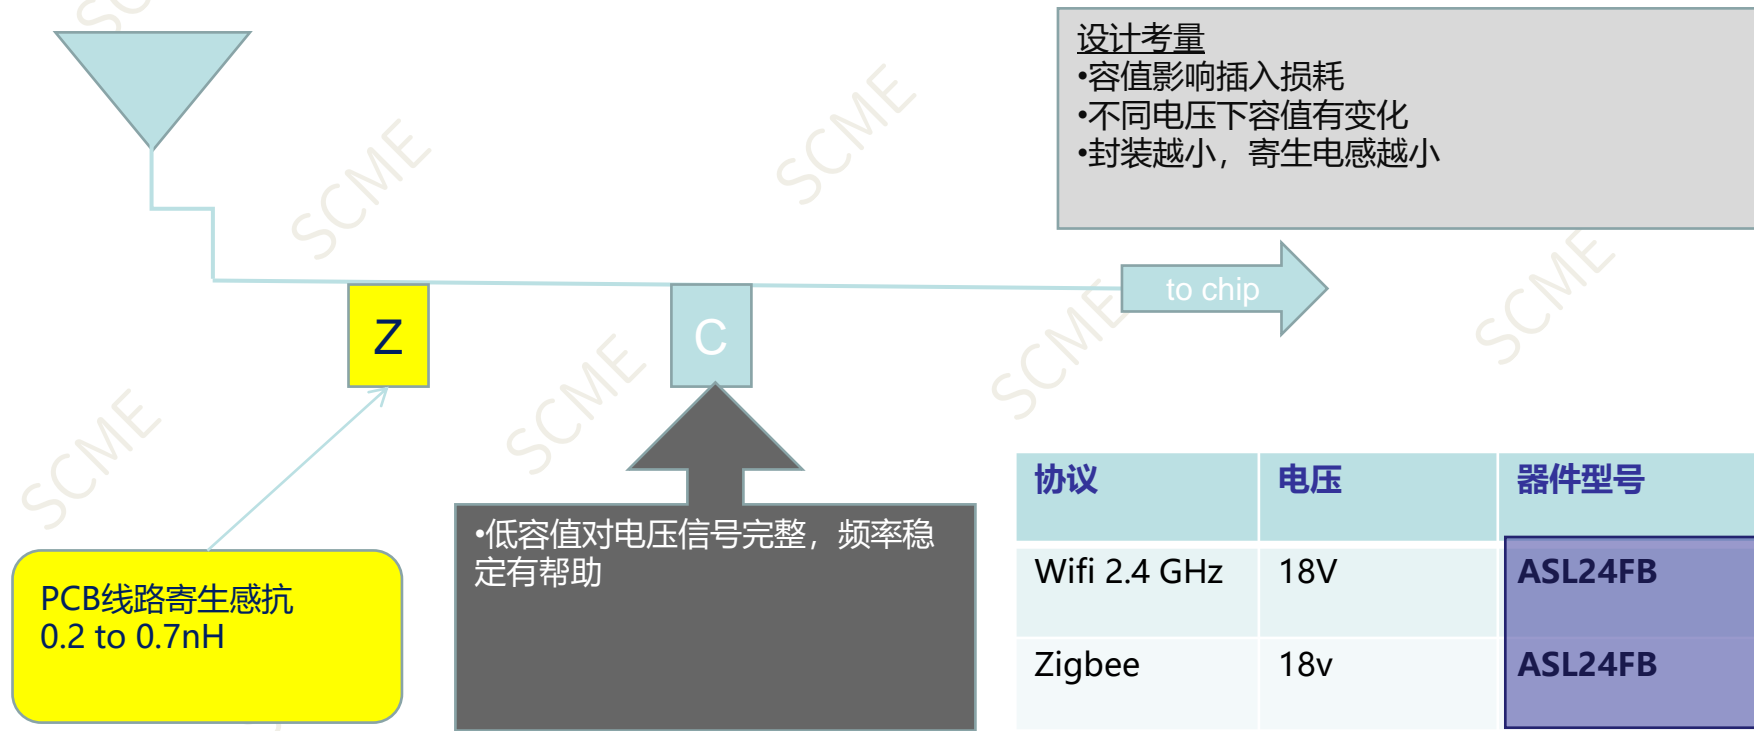 设计考量
•容值影响插入损耗
•不同电压下容值有变化
•封装越小，寄生电感越小
SCME
SCME
SCME
to chip
Z
C
SCME
SCME
SCME
•低容值对电压信号完整，频率稳
定有帮助
PCB线路寄生感抗
0.2 to 0.7nH
协议 电压 器件型号
Wifi 2.4 GHz 18V ASL24FB
Zigbee 18v ASL24FB